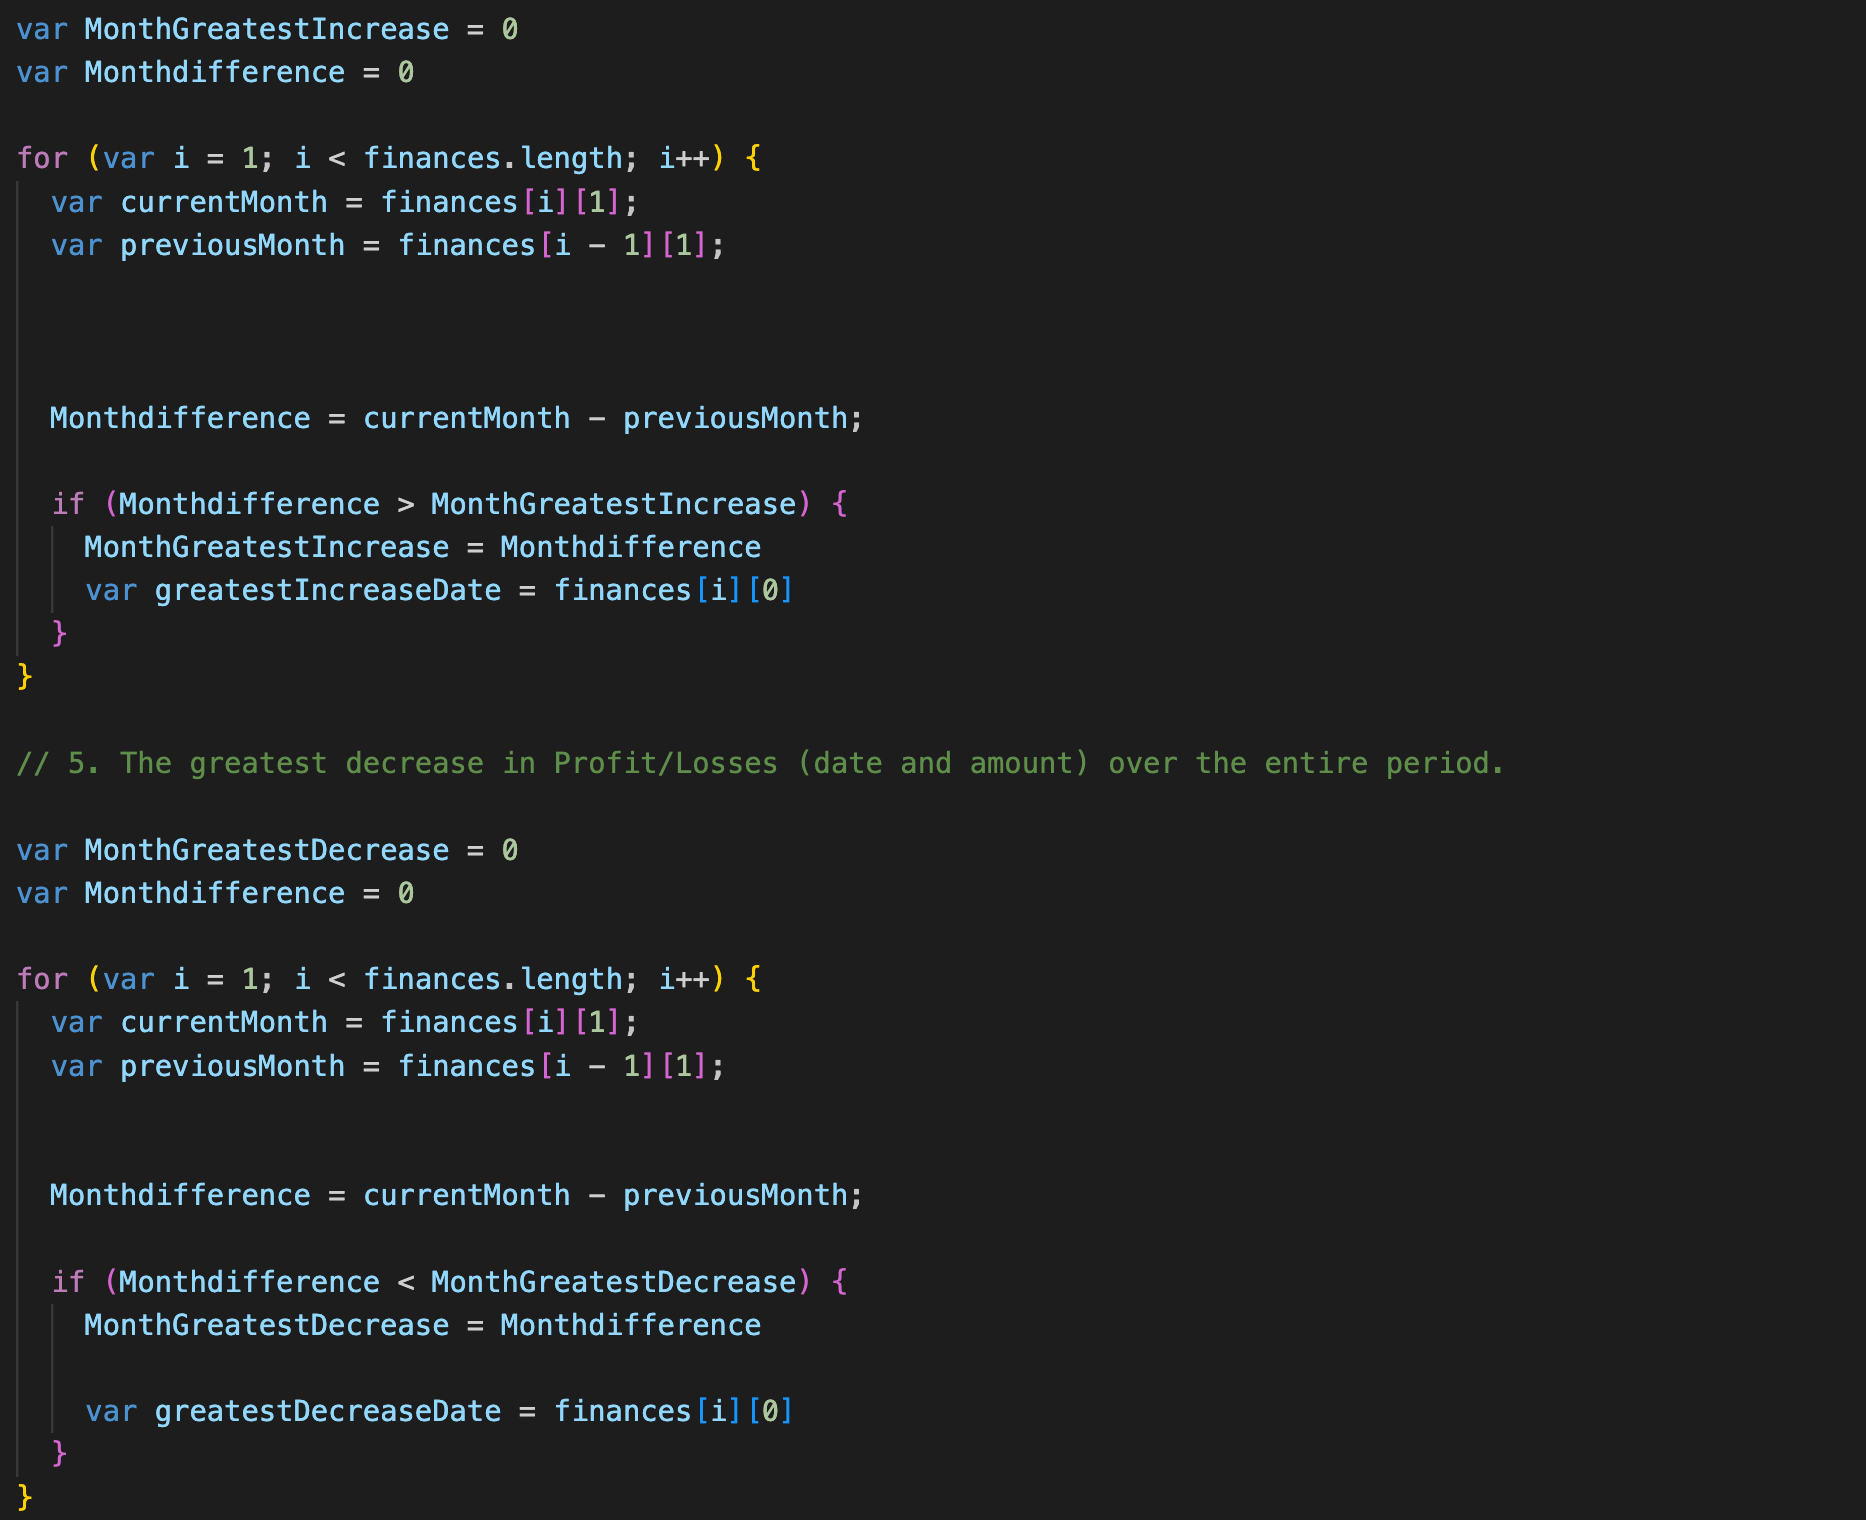 var MonthGreatestIncrease = 0
var Monthdifference = 0
for (var i = 1; i < finances.length; i++) {
var currentMonth = finances[i][1];
var previousMonth = finances[i - 1][1];
Monthdifference = currentMonth - previousMonth;
if (Monthdifference > MonthGreatestIncrease) {
MonthGreatestIncrease = Monthdifference
var greatestIncreaseDate = finances[i][0]
}
}
// 5. The greatest decrease in Profit/Losses (date and amount) over the entire period.
var MonthGreatestDecrease = 0
var Monthdifference = 0
for (var i = 1; i < finances.length; i++) {
var currentMonth = finances[i][1];
var previousMonth = finances[i - 1][1];
Monthdifference = currentMonth - previousMonth;
if (Monthdifference < MonthGreatestDecrease) {
MonthGreatestDecrease = Monthdifference
var greatestDecreaseDate = finances[i][0]
}
}